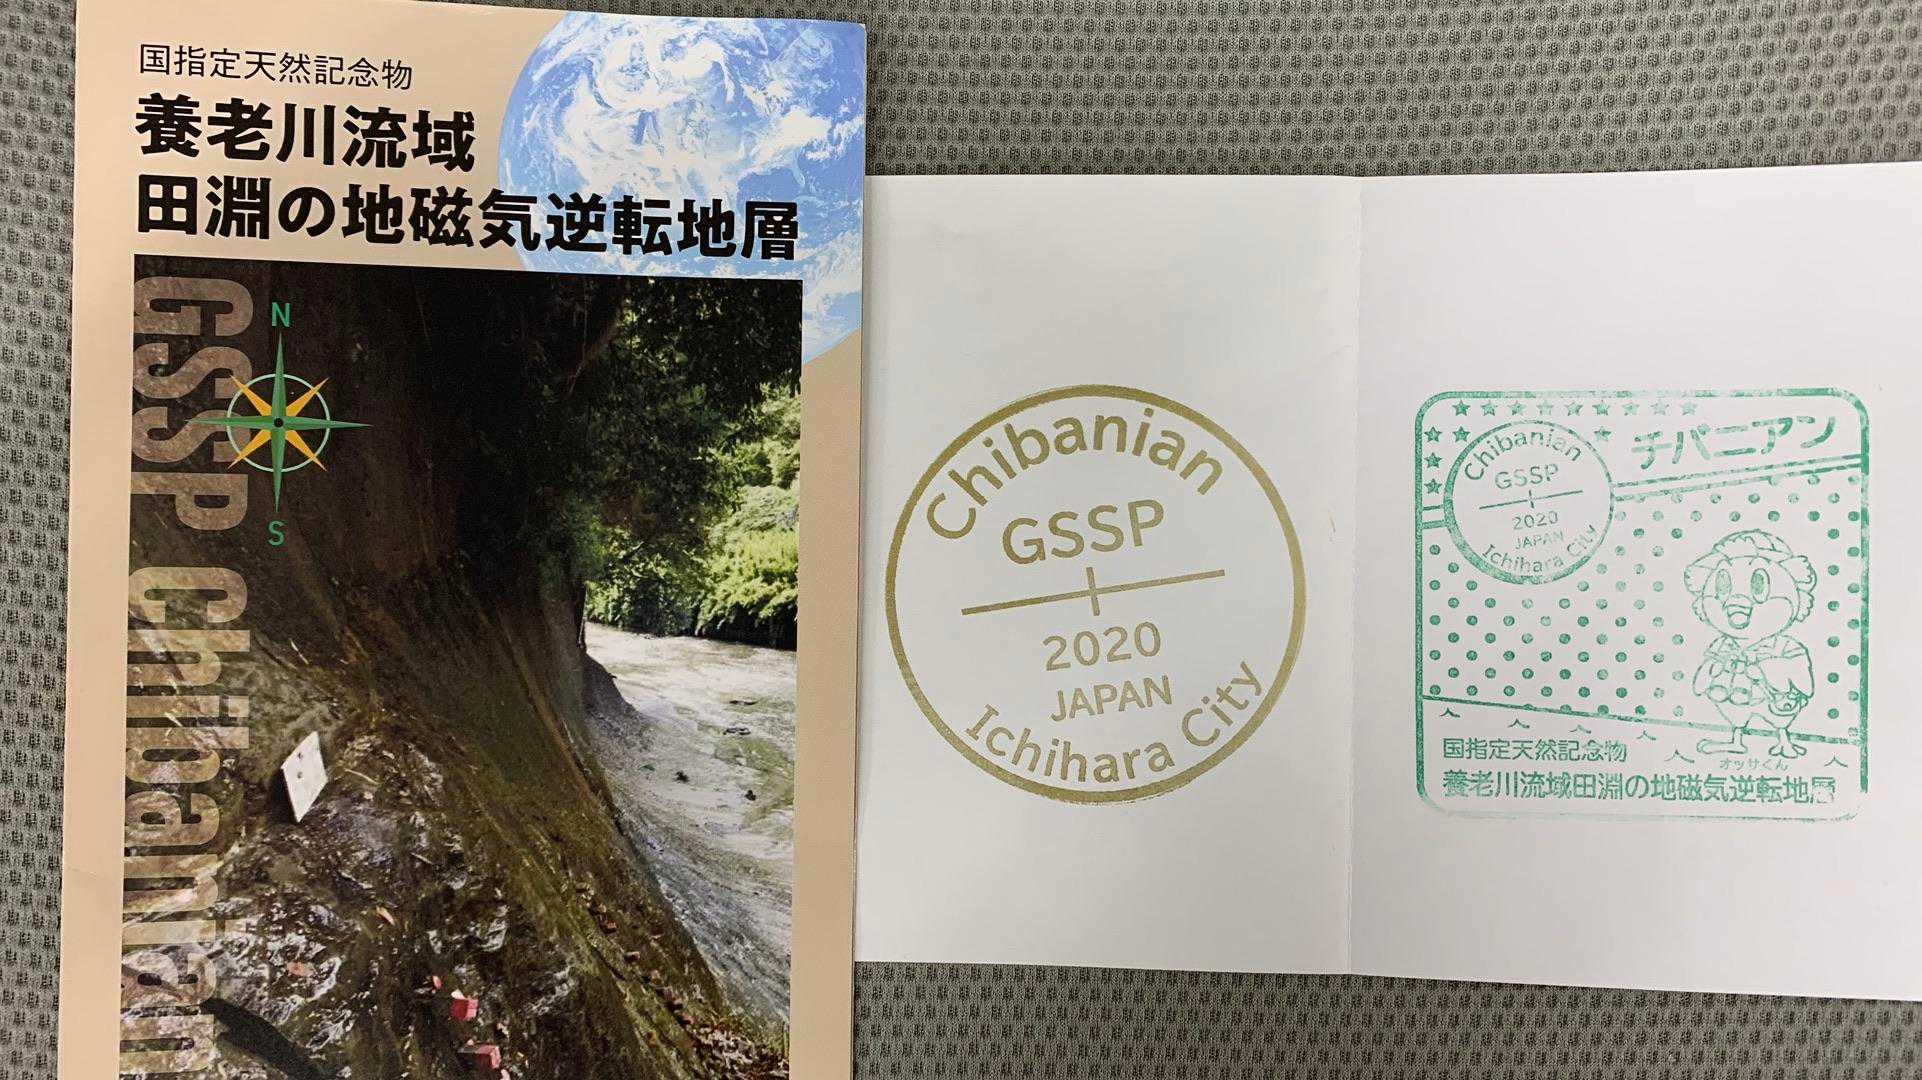 国指定天然記念物
養老川流域
田淵の地磁気逆転地層
GSSP Chibanian
N
S
Chibanian
GSSP
2020
JAPAN
Ichihara City
チバニアン
Chibanian
GSSP
2020
JAPAN
Ichihara City
オッサくん
国指定天然記念物
養老川流域田淵の地磁気逆転地層